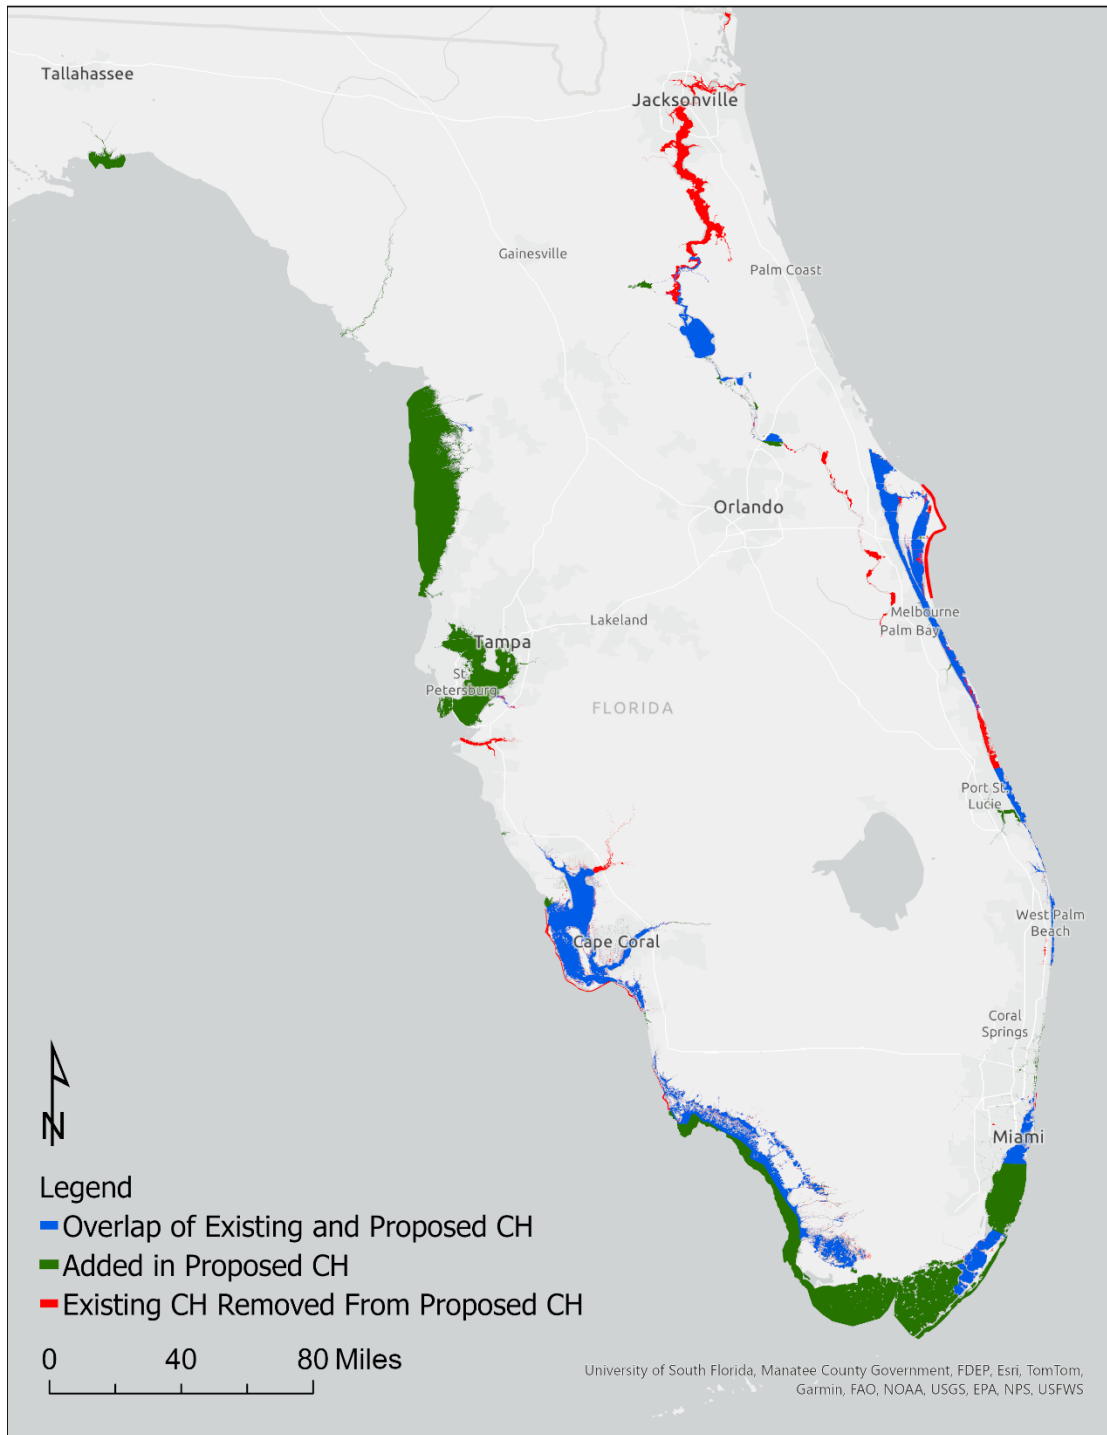 Tallahassee
Jacksonville
Gainesville
Palm Coast
Orlando
Melbourne
Palm Bay
Lakeland
Tampa
St.
Petersburg
FLORIDA
Port St.
Lucie
West Palm
Beach
Cape Coral
Coral
Springs
Miami
N
Legend
Overlap of Existing and Proposed CH
Added in Proposed CH
Existing CH Removed From Proposed CH
0 40 80 Miles
University of South Florida, Manatee County Government, FDEP, Esri, TomTom,
Garmin, FAO, NOAA, USGS, EPA, NPS, USFWS